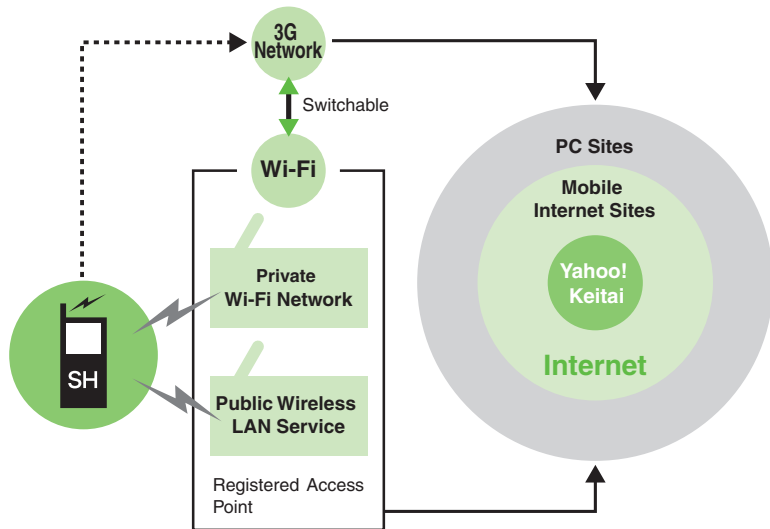 3G
Network
Switchable
Wi-Fi
Private
Wi-Fi Network
SH
Public Wireless
LAN Service
Registered Access
Point
PC Sites
Mobile
Internet Sites
Yahoo!
Keitai
Internet